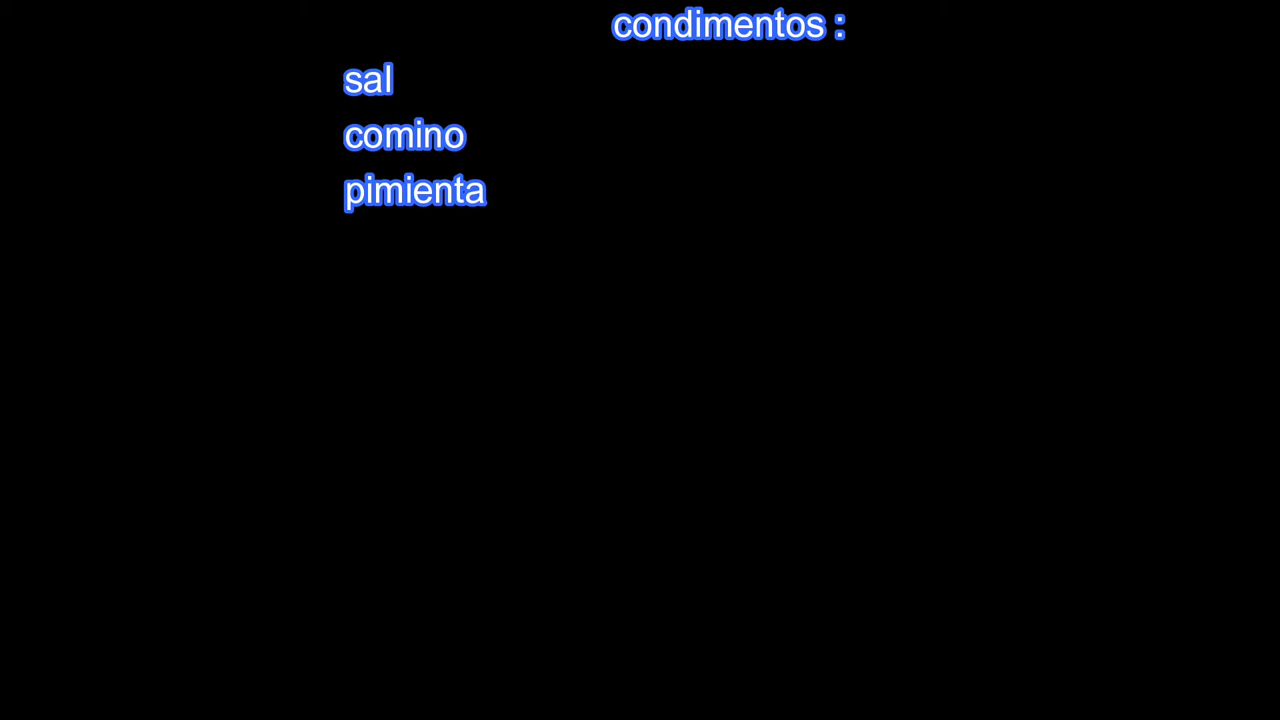 condimentos :
sal
comino
pimienta